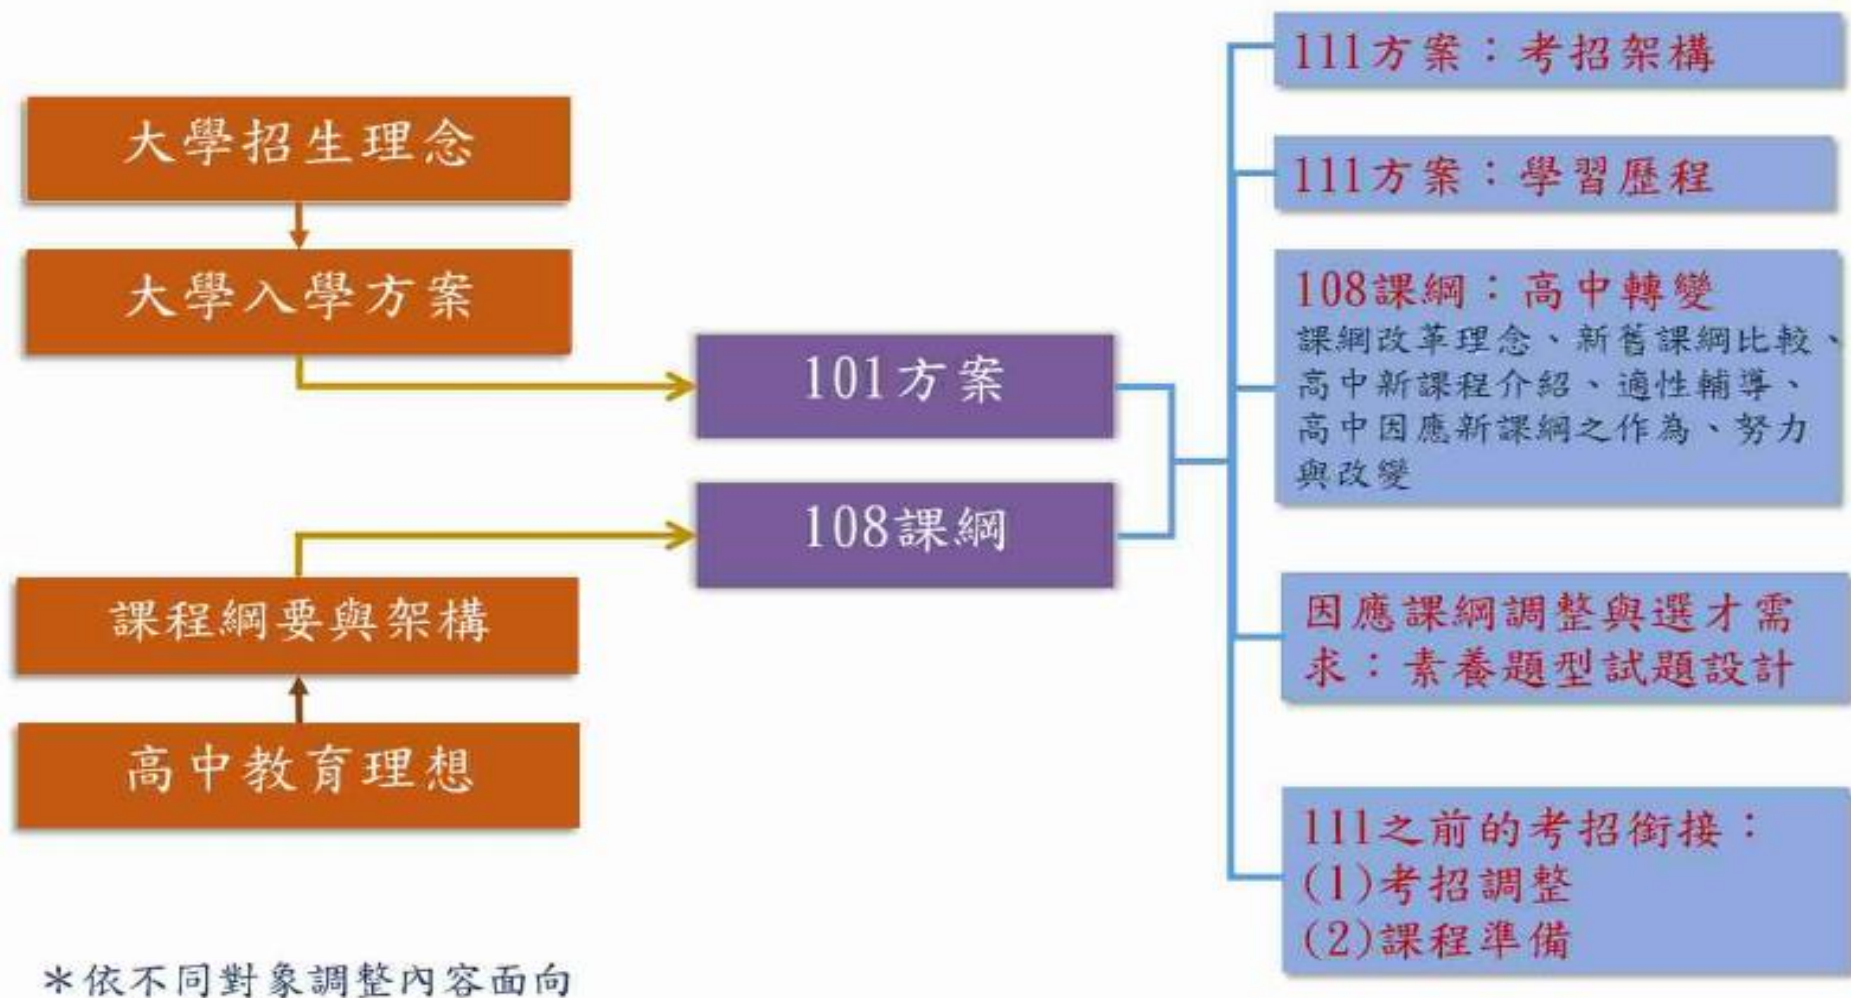 大學招生理念
大學入學方案
課程綱要與架構
高中教育理想
101方案
108課綱
111方案：考招架構
111方案：學習歷程
108課綱：高中轉變
課綱改革理念、新舊課綱比較、
高中新課程介紹、適性輔導、
高中因應新課綱之作為、努力
與改變
因應課綱調整與選才需
求：素養題型試題設計
111之前的考招銜接：
(1)考招調整
(2)課程準備
＊依不同對象調整內容面向